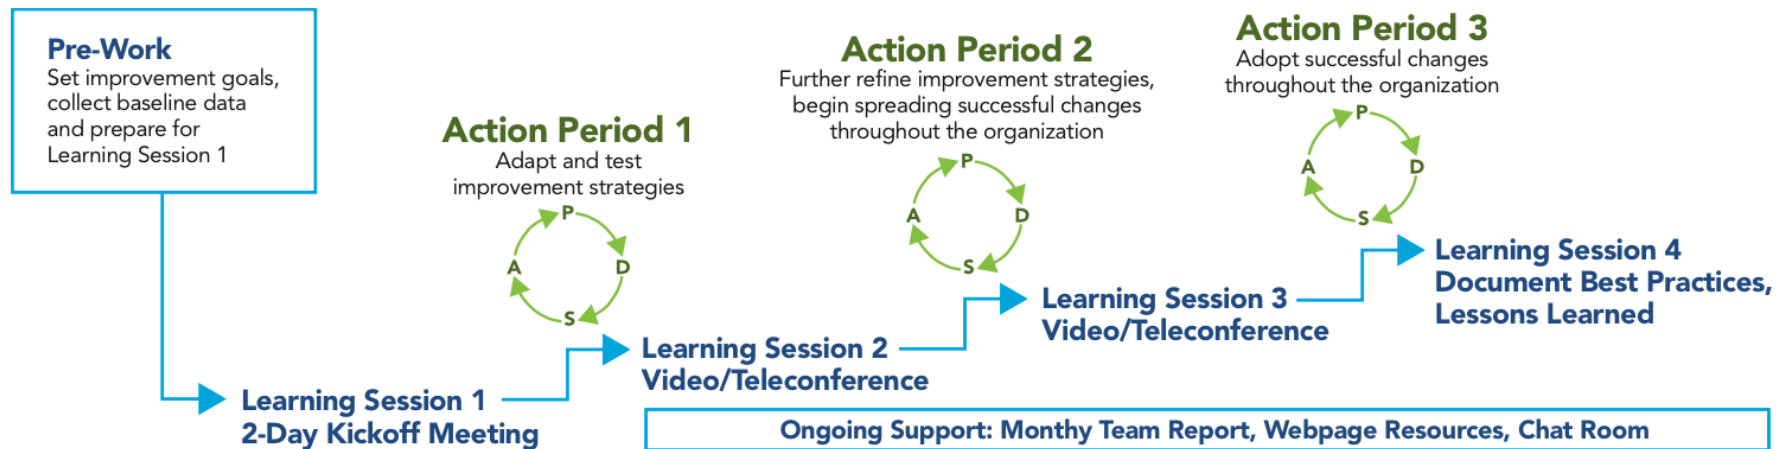 Pre-Work
Set improvement goals,
collect baseline data
and prepare for
Learning Session 1
Action Period 1
Adapt and test
improvement strategies
P
A
D
S
Action Period 2
Further refine improvement strategies,
begin spreading successful changes
throughout the organization
P
A
D
S
Action Period 3
Adopt successful changes
throughout the organization
P
A
D
S
Learning Session 1
2-Day Kickoff Meeting
Learning Session 2
Video/Teleconference
Learning Session 3
Video/Teleconference
Learning Session 4
Document Best Practices,
Lessons Learned
Ongoing Support: Monthy Team Report, Webpage Resources, Chat Room